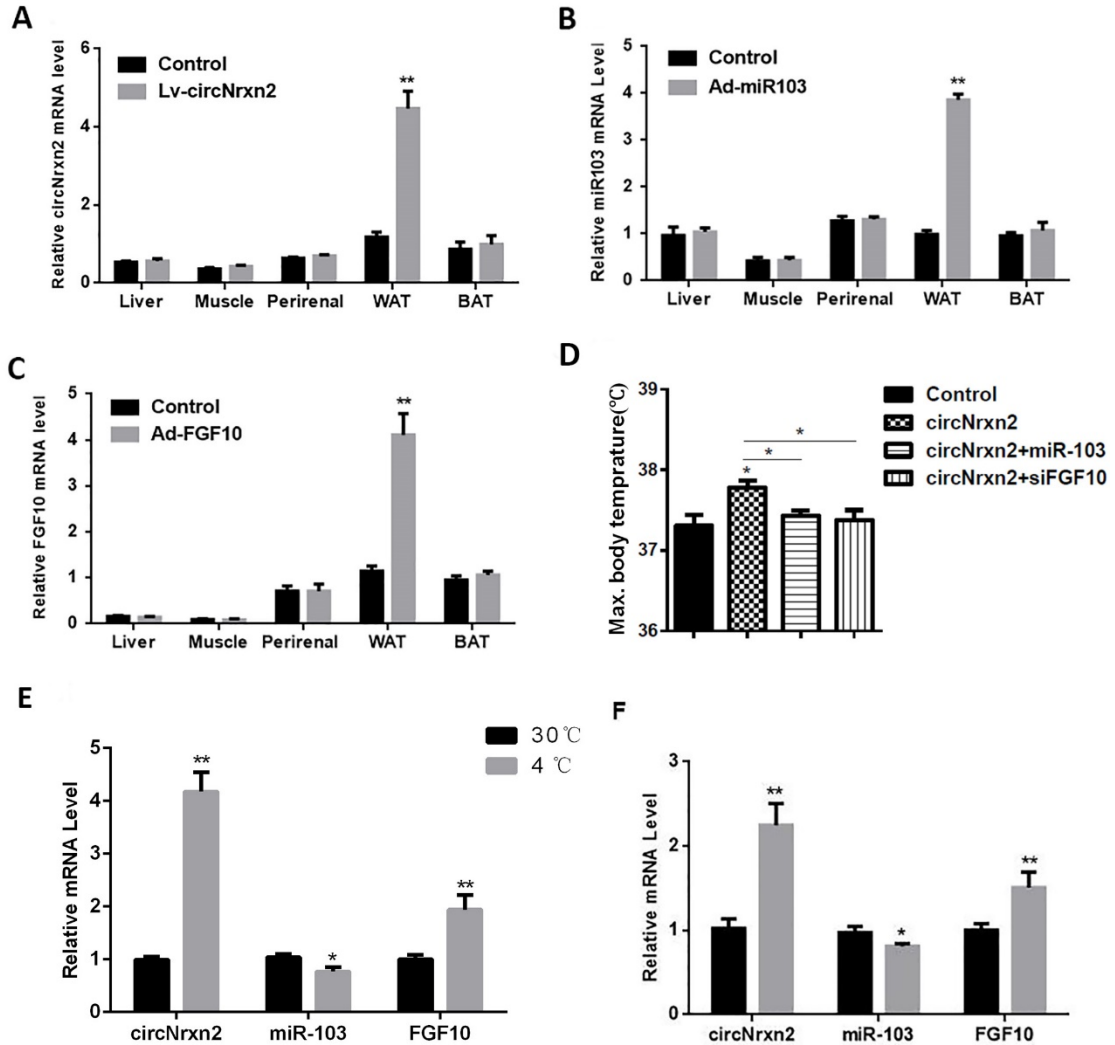 A
Relative circNrxn2 mRNA level
6
4
2
0
Control
Lv-circNrxn2
**
Liver Muscle Perirenal WAT BAT
B
Relative miR103 mRNA Level
5
4
3
2
1
0
Control
Ad-miR103
**
Liver Muscle Perirenal WAT BAT
C
Relative FGF10 mRNA level
5
4
3
2
1
0
Control
Ad-FGF10
**
Liver Muscle Perirenal WAT BAT
D
Max. body temprature(℃)
39
38
37
36
*
*
*
Control
circNrxn2
circNrxn2+miR-103
circNrxn2+siFGF10
E
Relative mRNA Level
5
4
3
2
1
0
30 ℃
4 ℃
**
*
**
circNrxn2 miR-103 FGF10
F
Relative mRNA Level
3
2
1
0
**
*
**
circNrxn2 miR-103 FGF10